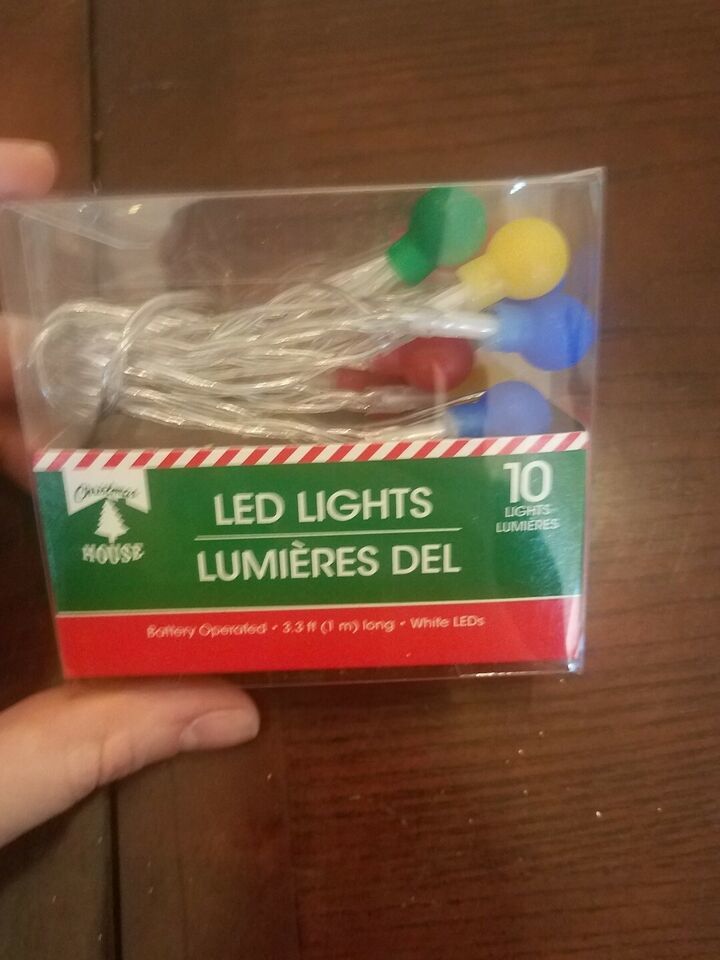 Christmas
HOUSE
LED LIGHTS
LUMIÈRES DEL
10
LIGHTS
LUMIÈRES
Battery Operated • 3.3 ft (1 m) long • White LEDs